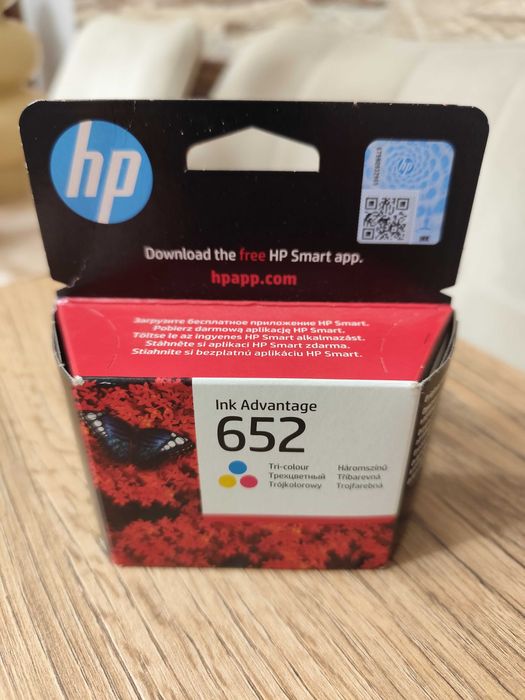 hp
Download the free HP Smart app.
hpapp.com
Загрузите бесплатное приложение HP Smart.
Pobierz darmową aplikację HP Smart.
Töltse le az ingyenes HP Smart alkalmazást.
Stáhněte si aplikaci HP Smart zdarma.
Stiahnite si bezplatnú aplikáciu HP Smart.
Ink Advantage
652
Tri-colour Háromszínű
Трехцветный Tříbarevná
Trójkolorowy Trojfarebná